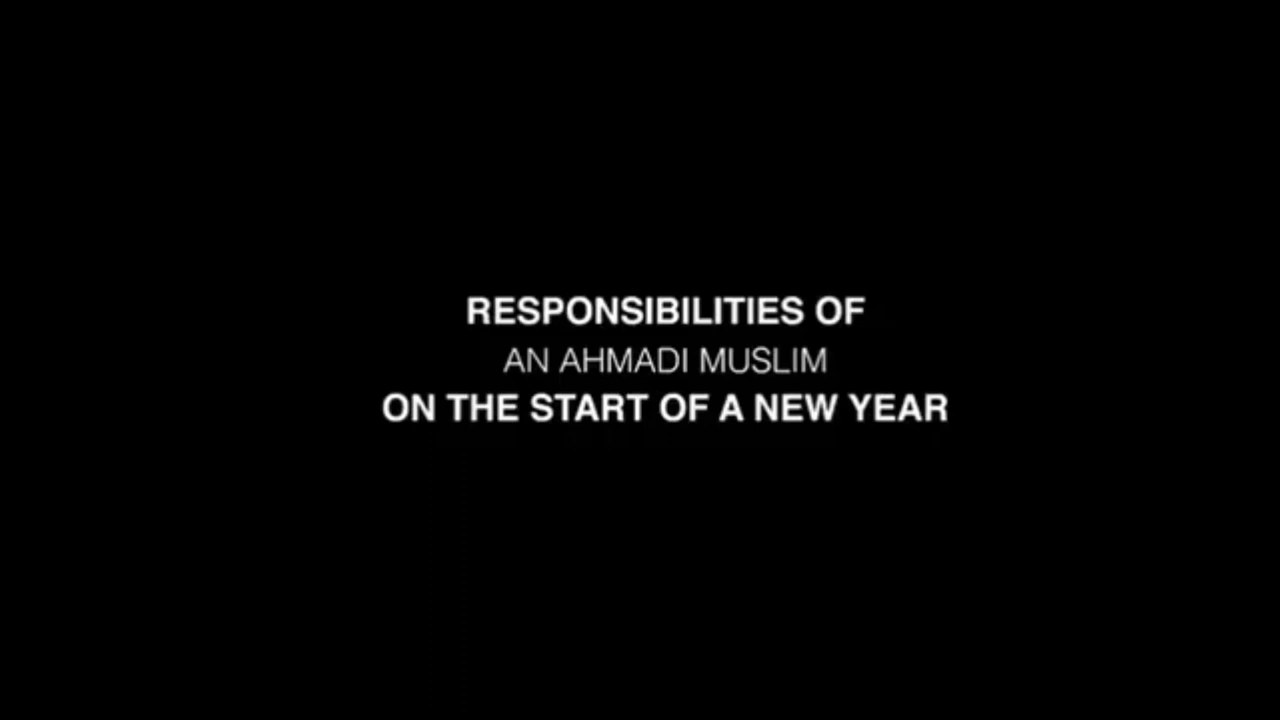 RESPONSIBILITIES OF
AN AHMADI MUSLIM
ON THE START OF A NEW YEAR